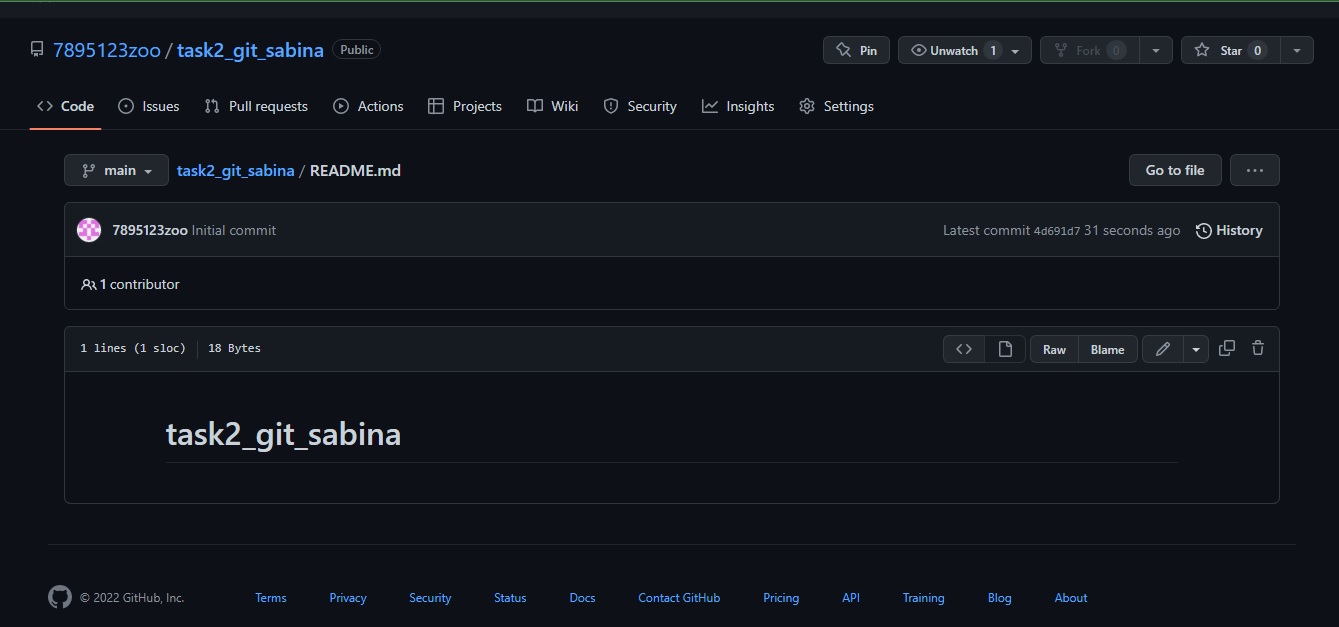 7895123zoo / task2_git_sabina Public Pin Unwatch 1 Fork 0 Star 0
Code Issues Pull requests Actions Projects Wiki Security Insights Settings
main task2_git_sabina / README.md Go to file ...
7895123zoo Initial commit Latest commit 4d691d7 31 seconds ago History
1 contributor
1 lines (1 sloc) 18 Bytes <> Raw Blame
task2_git_sabina
© 2022 GitHub, Inc. Terms Privacy Security Status Docs Contact GitHub Pricing API Training Blog About